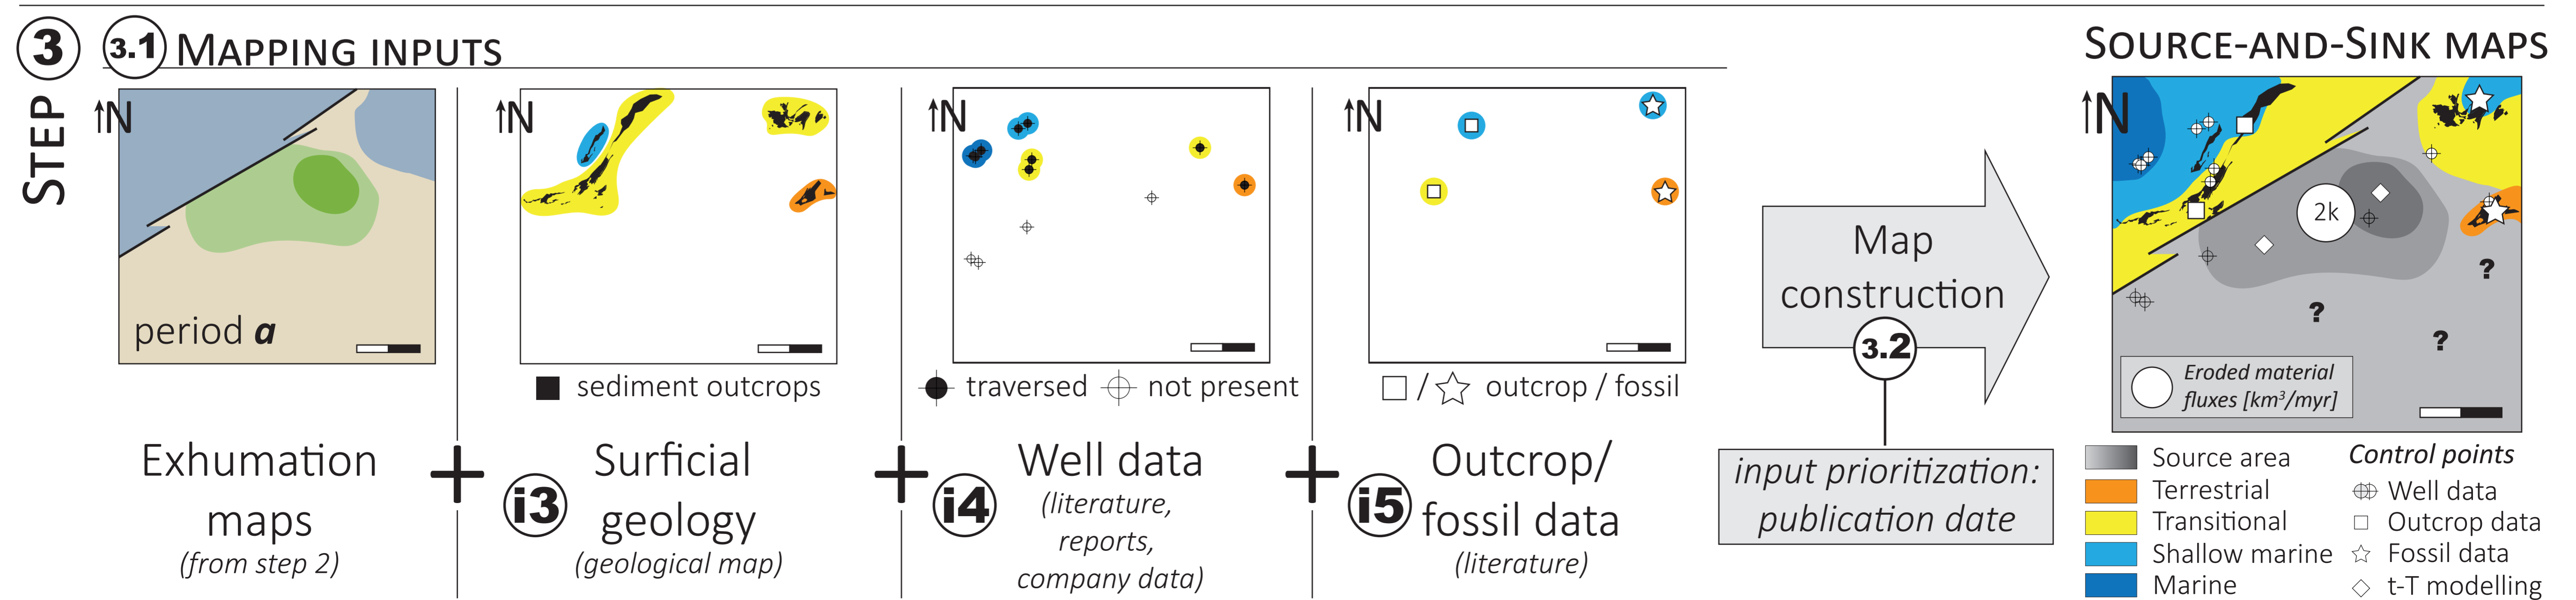 STEP 3
3.1 MAPPING INPUTS
N
period a
Exhumation
maps
(from step 2)
+
N
sediment outcrops
i3
Surficial
geology
(geological map)
+
N
traversed
not present
i4
Well data
(literature,
reports,
company data)
+
N
/
outcrop / fossil
i5
Outcrop/
fossil data
(literature)
Map
construction
3.2
input prioritization:
publication date
SOURCE-AND-SINK MAPS
N
2k
?
?
?
Eroded material
fluxes [km³/myr]
Source area
Terrestrial
Transitional
Shallow marine
Marine
Control points
Well data
Outcrop data
Fossil data
t-T modelling